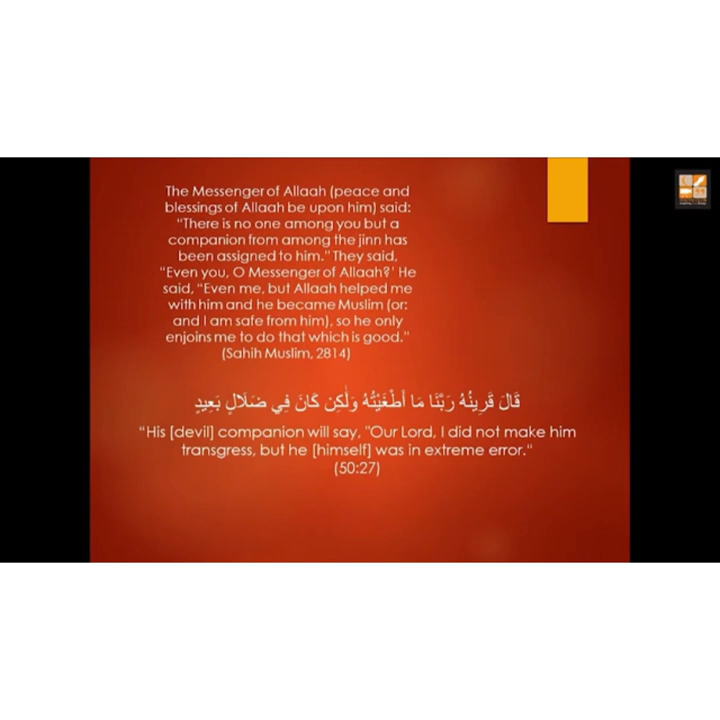 The Messenger of Allaah (peace and
blessings of Allaah be upon him) said:
“There is no one among you but a
companion from among the jinn has
been assigned to him.” They said,
“Even you, O Messenger of Allaah?’ He
said, “Even me, but Allaah helped me
with him and he became Muslim (or:
and I am safe from him), so he only
enjoins me to do that which is good.”
(Sahih Muslim, 2814)
قَالَ قَرِينُهُ رَبَّنَا مَا أَطْغَيْتُهُ وَلَٰكِن كَانَ فِي ضَلَالٍ بَعِيدٍ
“His [devil] companion will say, "Our Lord, I did not make him
transgress, but he [himself] was in extreme error.“
(50:27)